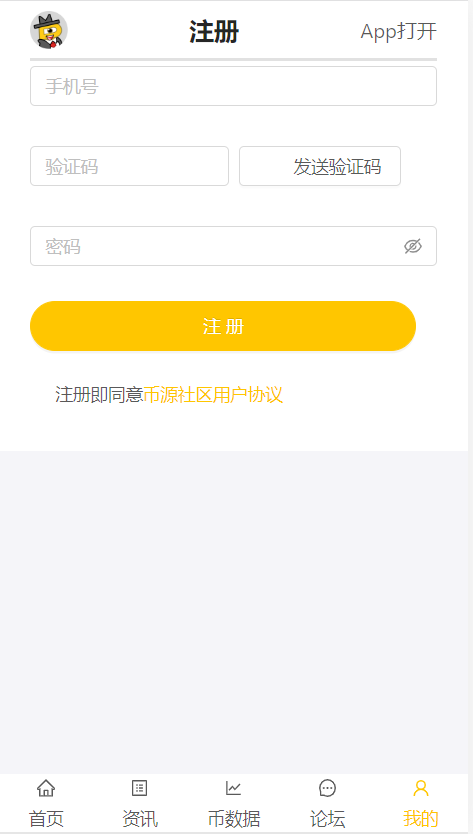 注册
App打开
手机号
验证码
发送验证码
密码
注 册
注册即同意币源社区用户协议
首页
资讯
币数据
论坛
我的